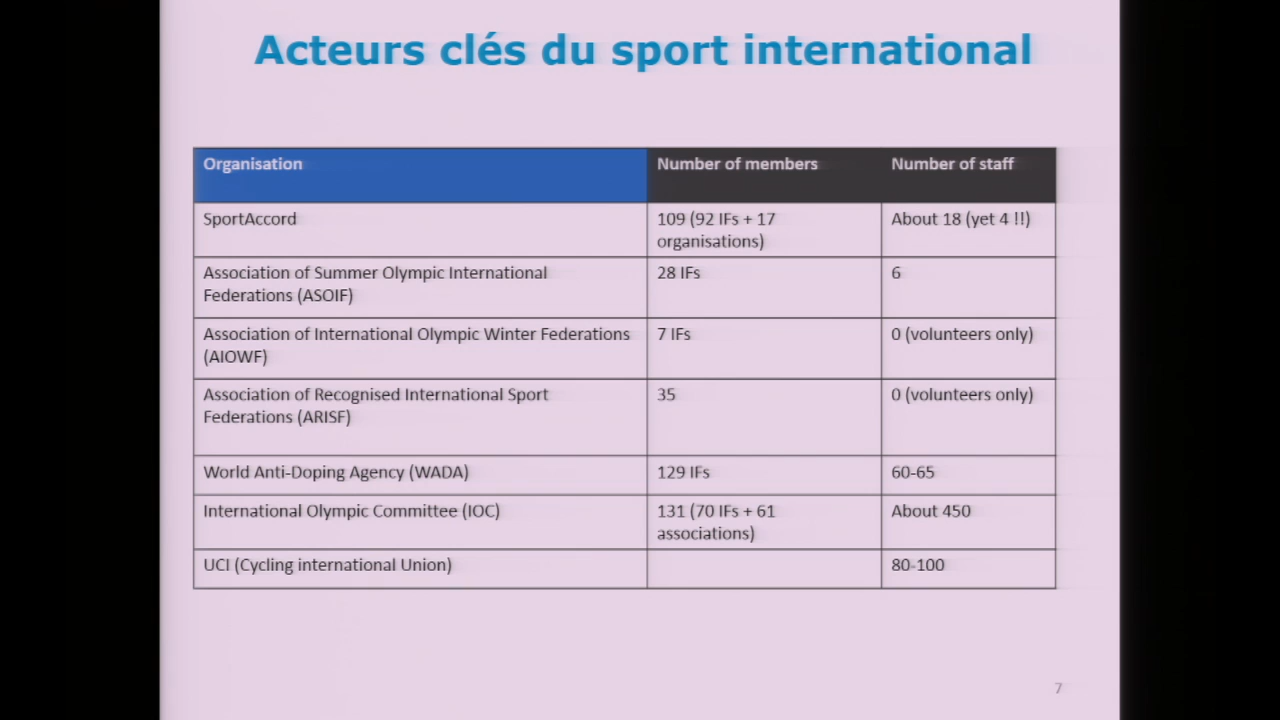 Acteurs clés du sport international
Organisation
Number of members
Number of staff
SportAccord
109 (92 IFs + 17
organisations)
About 18 (yet 4 !!)
Association of Summer Olympic International
Federations (ASOIF)
28 IFs
6
Association of International Olympic Winter Federations
(AIOWF)
7 IFs
0 (volunteers only)
Association of Recognised International Sport
Federations (ARISF)
35
0 (volunteers only)
World Anti-Doping Agency (WADA)
129 IFs
60-65
International Olympic Committee (IOC)
131 (70 IFs + 61
associations)
About 450
UCI (Cycling international Union)
80-100
7